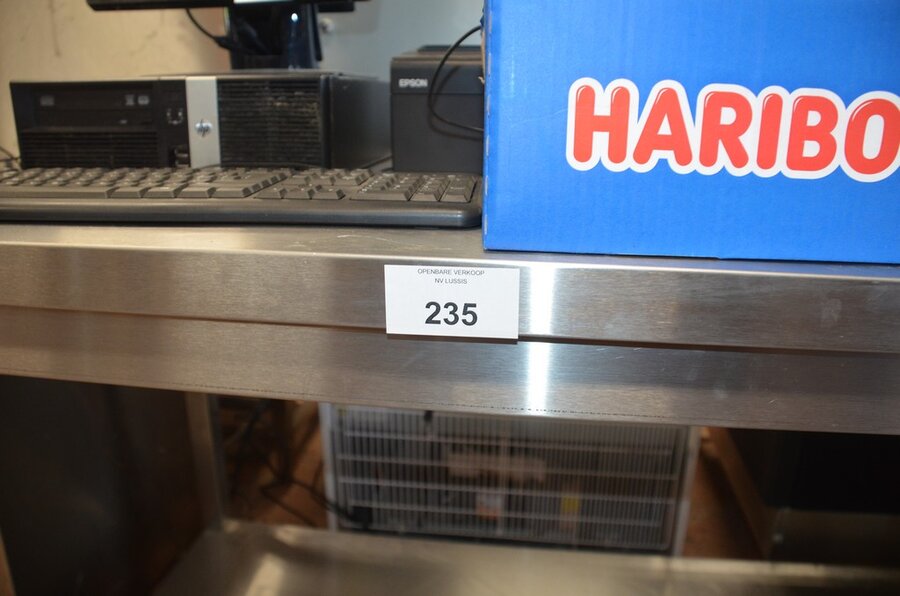 EPSON
HARIBO
OPENBARE VERKOOP
NV LUSSIS
235